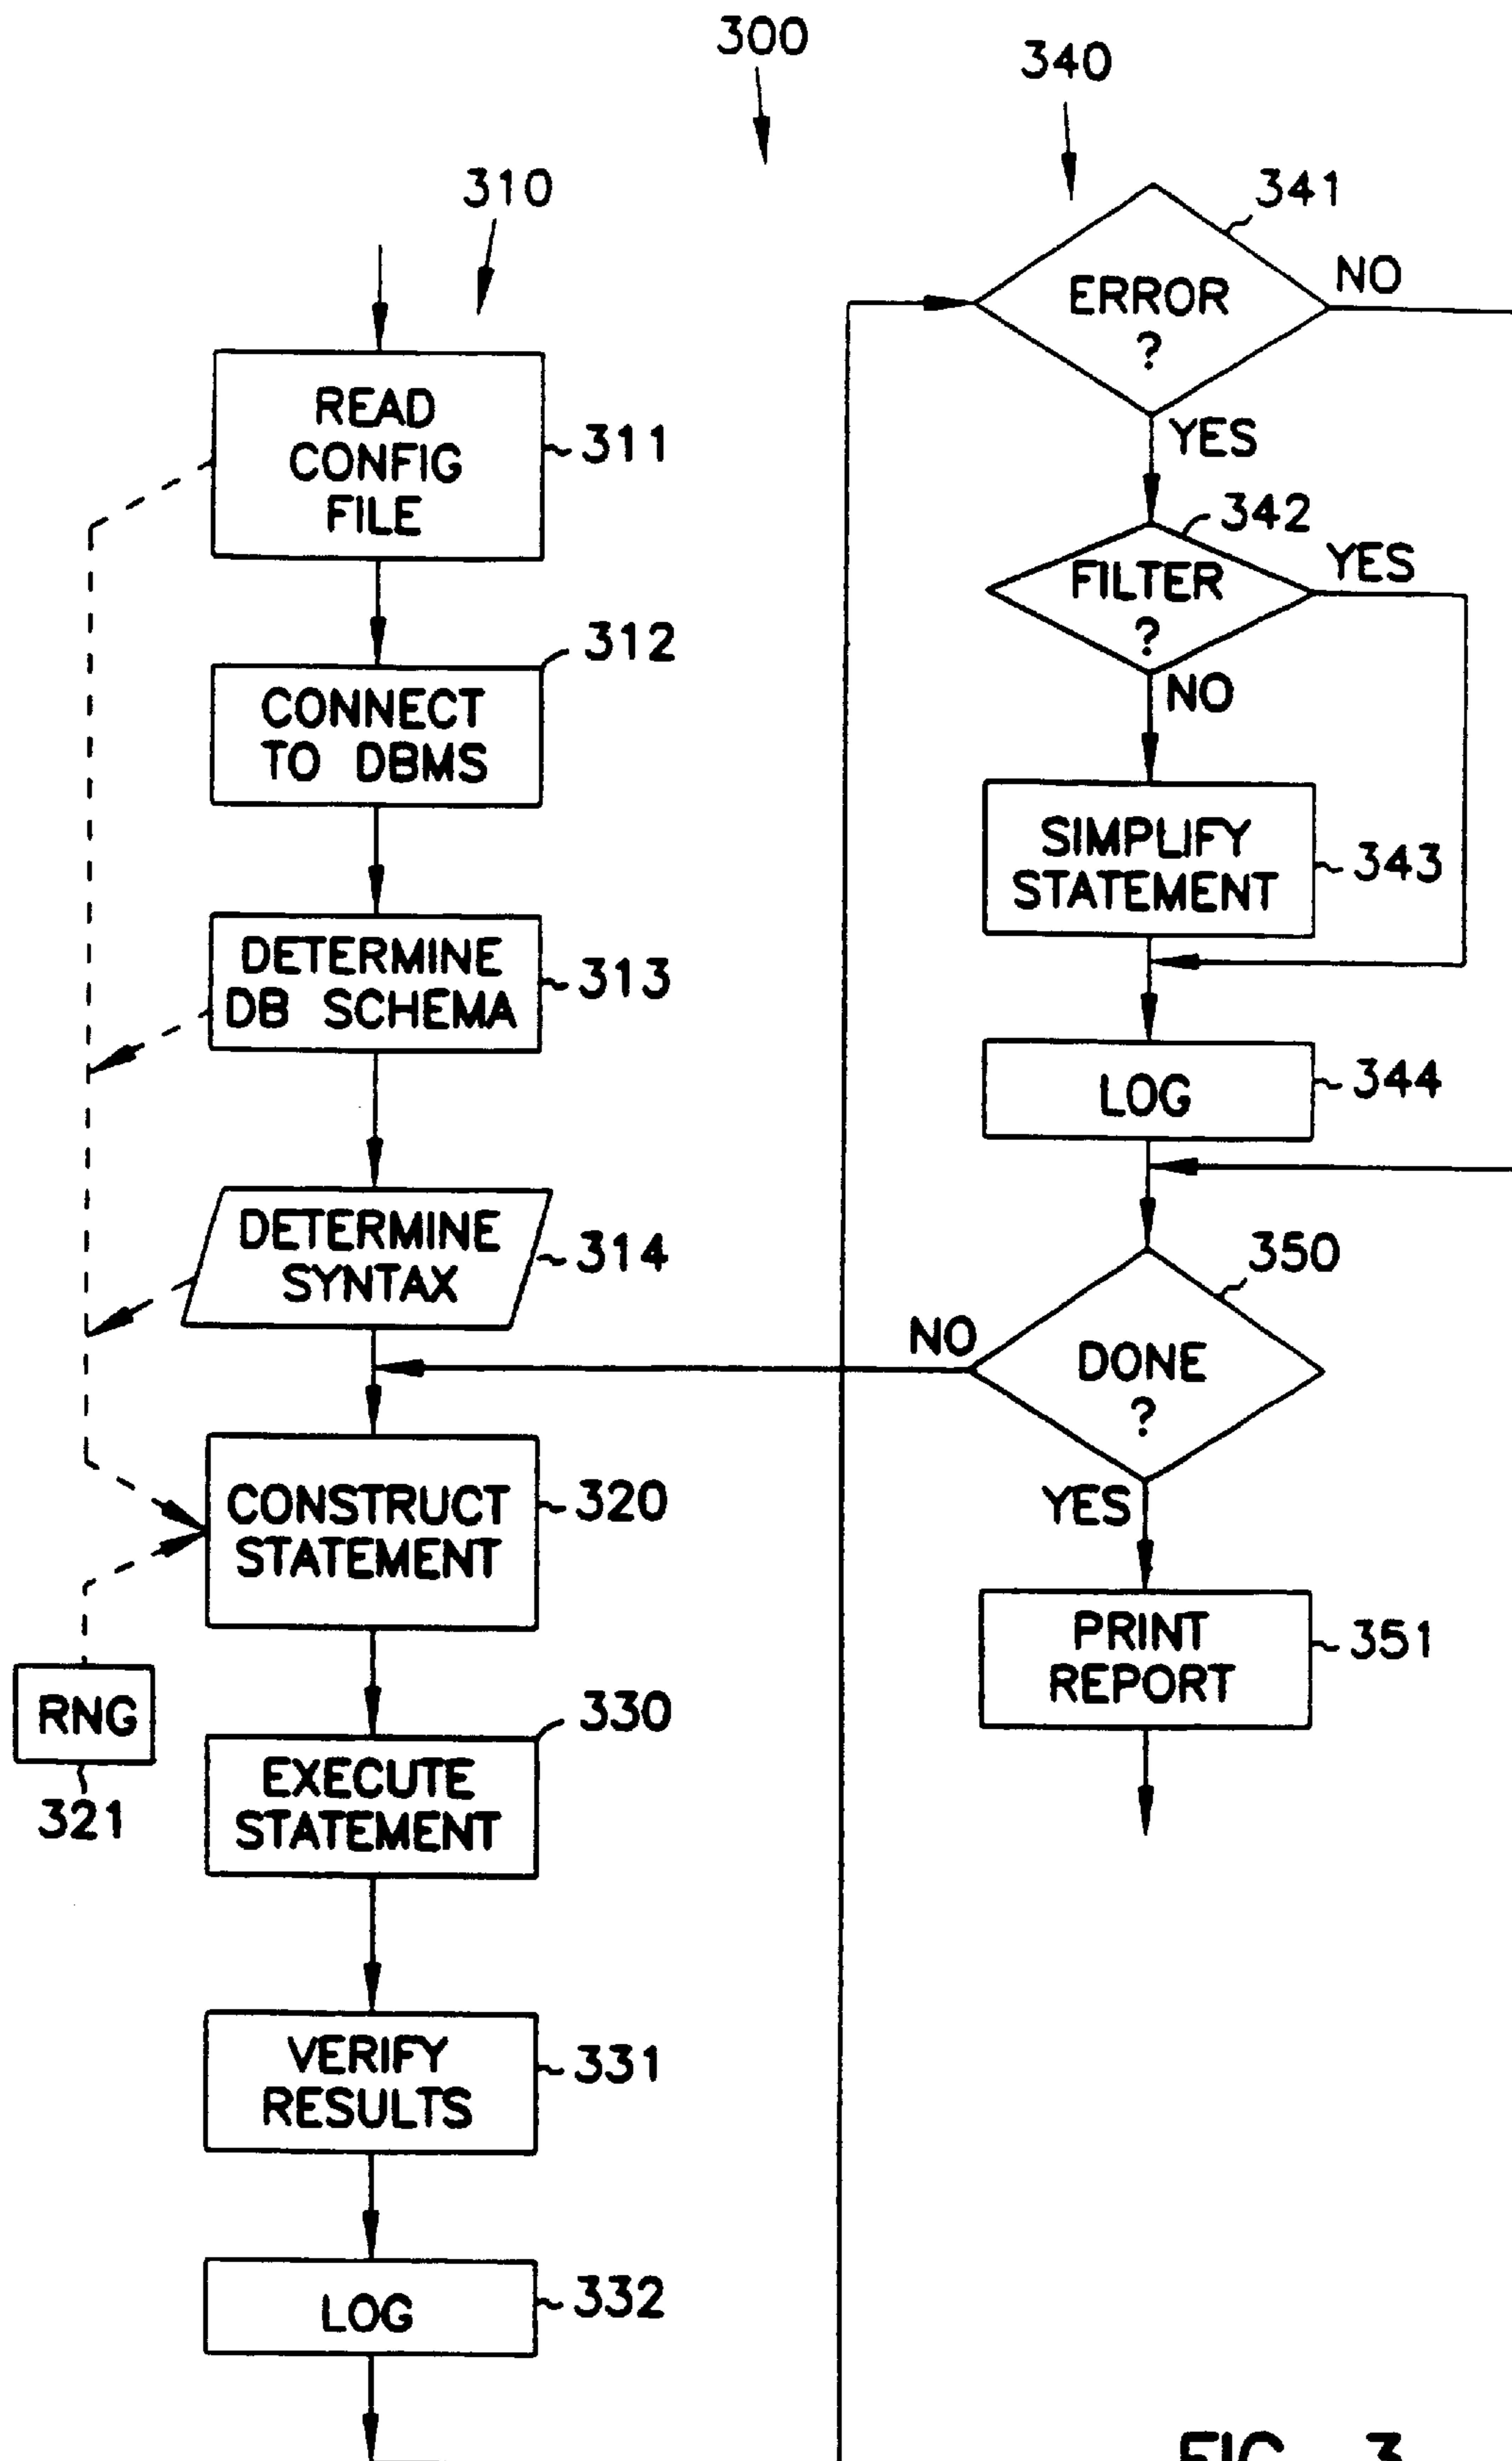 300
340
310
341
ERROR
?
NO
YES
READ
CONFIG
FILE
311
342
FILTER
?
YES
NO
312
CONNECT
TO DBMS
SIMPLIFY
STATEMENT
343
DETERMINE
DB SCHEMA
313
LOG
344
DETERMINE
SYNTAX
314
350
NO
DONE
?
YES
CONSTRUCT
STATEMENT
320
PRINT
REPORT
351
RNG
321
330
EXECUTE
STATEMENT
VERIFY
RESULTS
331
LOG
332
FIG. 3